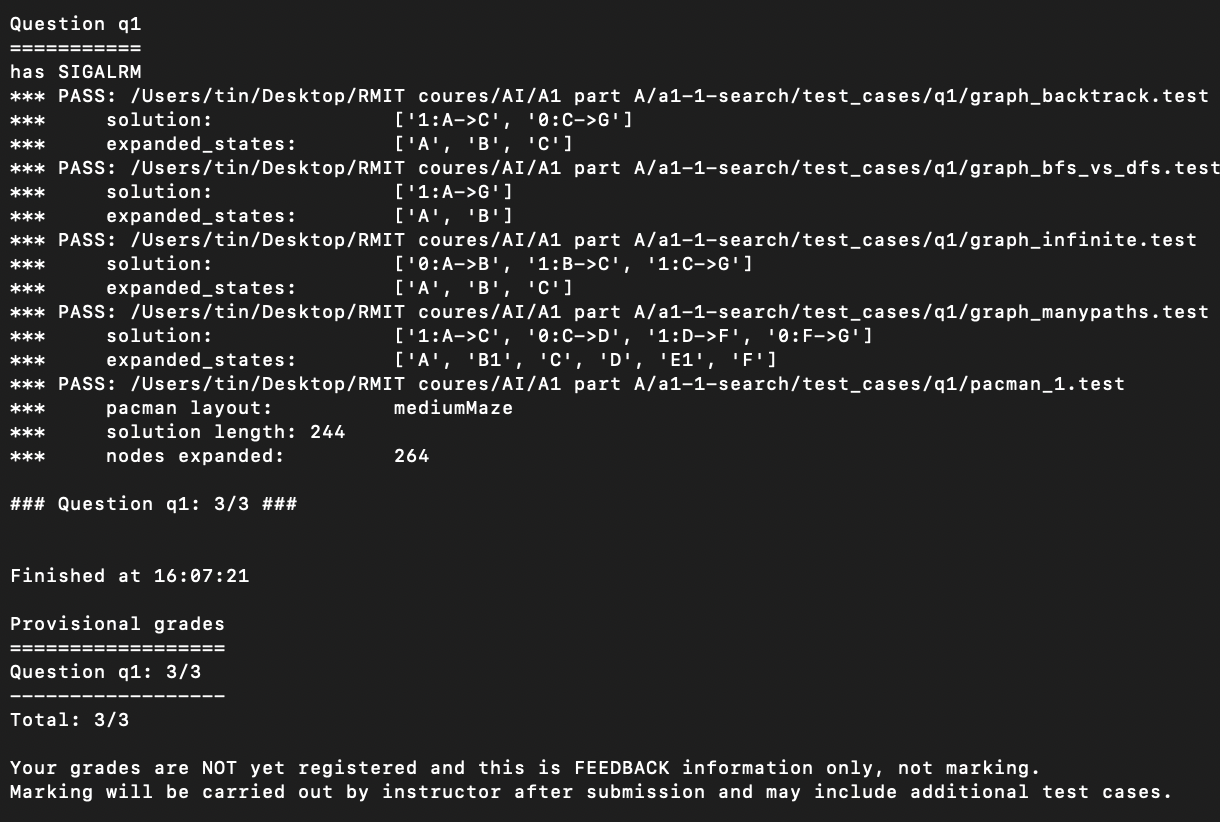 Question q1
===========
has SIGALRM
*** PASS: /Users/tin/Desktop/RMIT coures/AI/A1 part A/a1-1-search/test_cases/q1/graph_backtrack.test
***     solution:               ['1:A->C', '0:C->G']
***     expanded_states:        ['A', 'B', 'C']
*** PASS: /Users/tin/Desktop/RMIT coures/AI/A1 part A/a1-1-search/test_cases/q1/graph_bfs_vs_dfs.test
***     solution:               ['1:A->G']
***     expanded_states:        ['A', 'B']
*** PASS: /Users/tin/Desktop/RMIT coures/AI/A1 part A/a1-1-search/test_cases/q1/graph_infinite.test
***     solution:               ['0:A->B', '1:B->C', '1:C->G']
***     expanded_states:        ['A', 'B', 'C']
*** PASS: /Users/tin/Desktop/RMIT coures/AI/A1 part A/a1-1-search/test_cases/q1/graph_manypaths.test
***     solution:               ['1:A->C', '0:C->D', '1:D->F', '0:F->G']
***     expanded_states:        ['A', 'B1', 'C', 'D', 'E1', 'F']
*** PASS: /Users/tin/Desktop/RMIT coures/AI/A1 part A/a1-1-search/test_cases/q1/pacman_1.test
***     pacman layout:          mediumMaze
***     solution length: 244
***     nodes expanded:         264
### Question q1: 3/3 ###
Finished at 16:07:21
Provisional grades
==================
Question q1: 3/3
------------------
Total: 3/3
Your grades are NOT yet registered and this is FEEDBACK information only, not marking.
Marking will be carried out by instructor after submission and may include additional test cases.